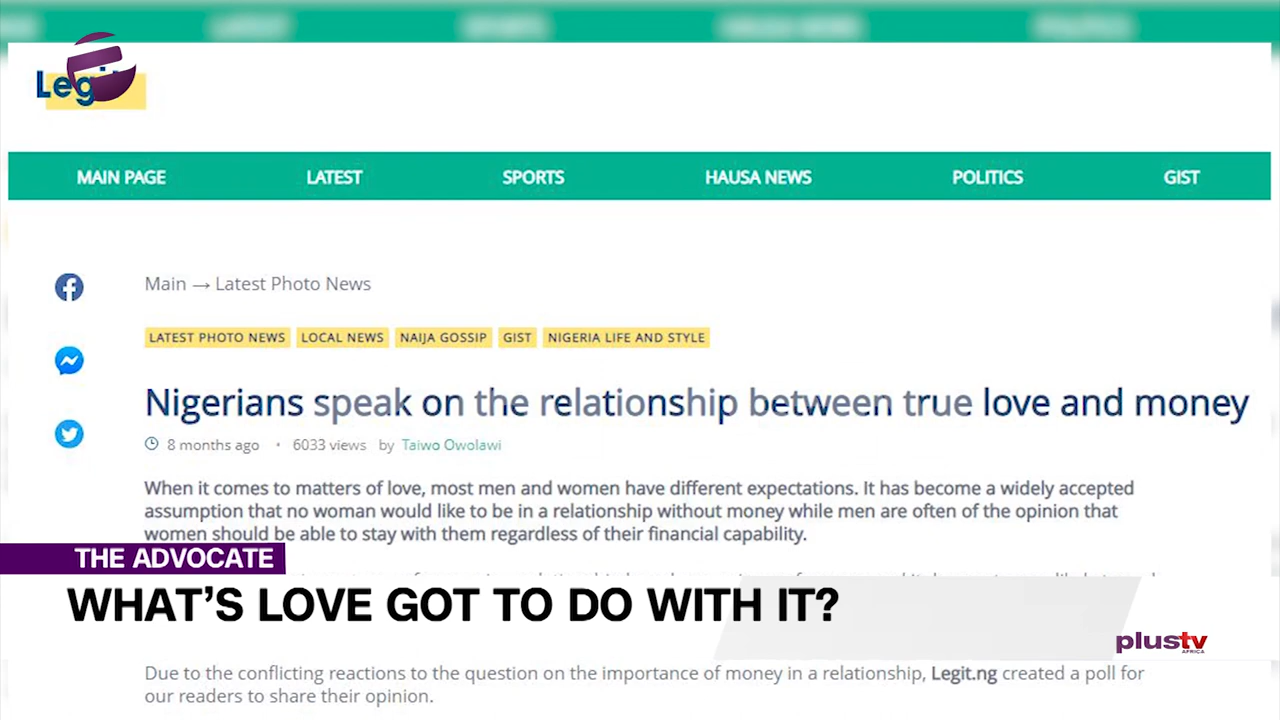 Leg
MAIN PAGE LATEST SPORTS HAUSA NEWS POLITICS GIST
Main → Latest Photo News
LATEST PHOTO NEWS LOCAL NEWS NAIJA GOSSIP GIST NIGERIA LIFE AND STYLE
Nigerians speak on the relationship between true love and money
8 months ago • 6033 views by Taiwo Owolawi
When it comes to matters of love, most men and women have different expectations. It has become a widely accepted
assumption that no woman would like to be in a relationship without money while men are often of the opinion that
women should be able to stay with them regardless of their financial capability.
THE ADVOCATE
WHAT'S LOVE GOT TO DO WITH IT?
plustv
AFRICA
Due to the conflicting reactions to the question on the importance of money in a relationship, Legit.ng created a poll for
our readers to share their opinion.